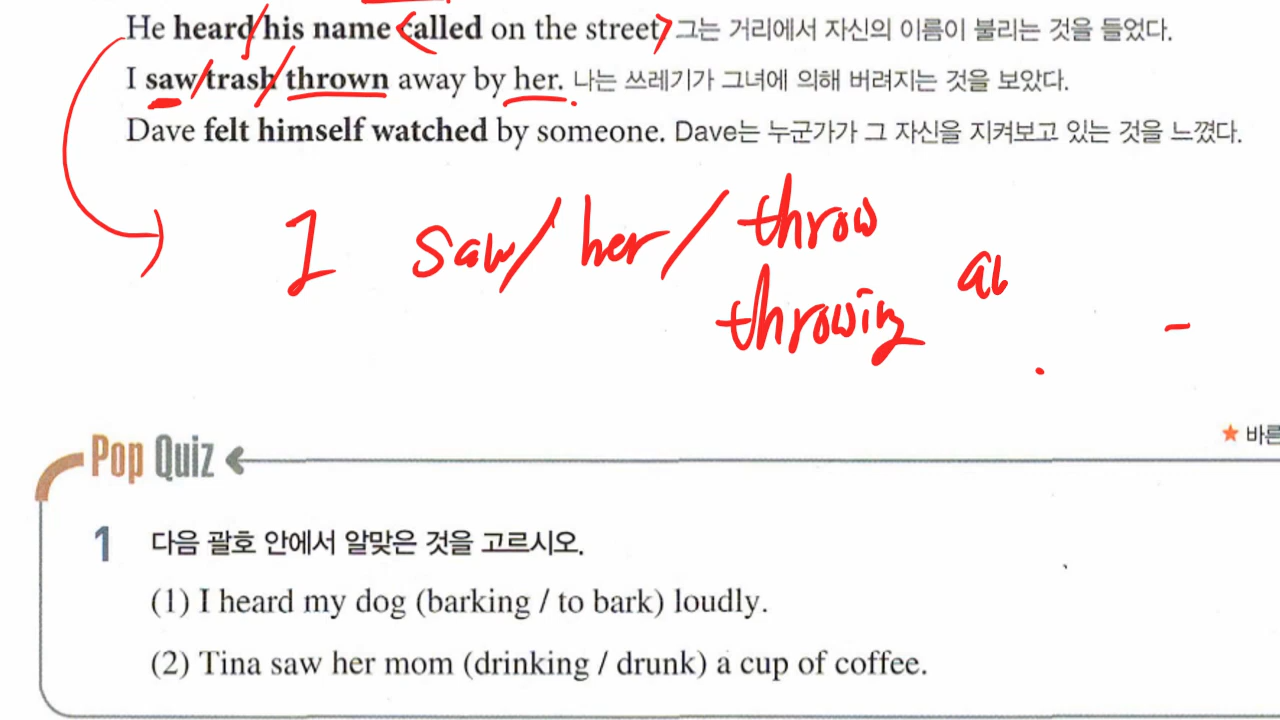 He heard his name called on the street 그는 거리에서 자신의 이름이 불리는 것을 들었다.
I saw trash thrown away by her. 나는 쓰레기가 그녀에 의해 버려지는 것을 보았다.
Dave felt himself watched by someone. Dave는 누군가가 그 자신을 지켜보고 있는 것을 느꼈다.
I saw / her / throw
throwing
Pop Quiz
★ 바른
1 다음 괄호 안에서 알맞은 것을 고르시오.
(1) I heard my dog (barking / to bark) loudly.
(2) Tina saw her mom (drinking / drunk) a cup of coffee.